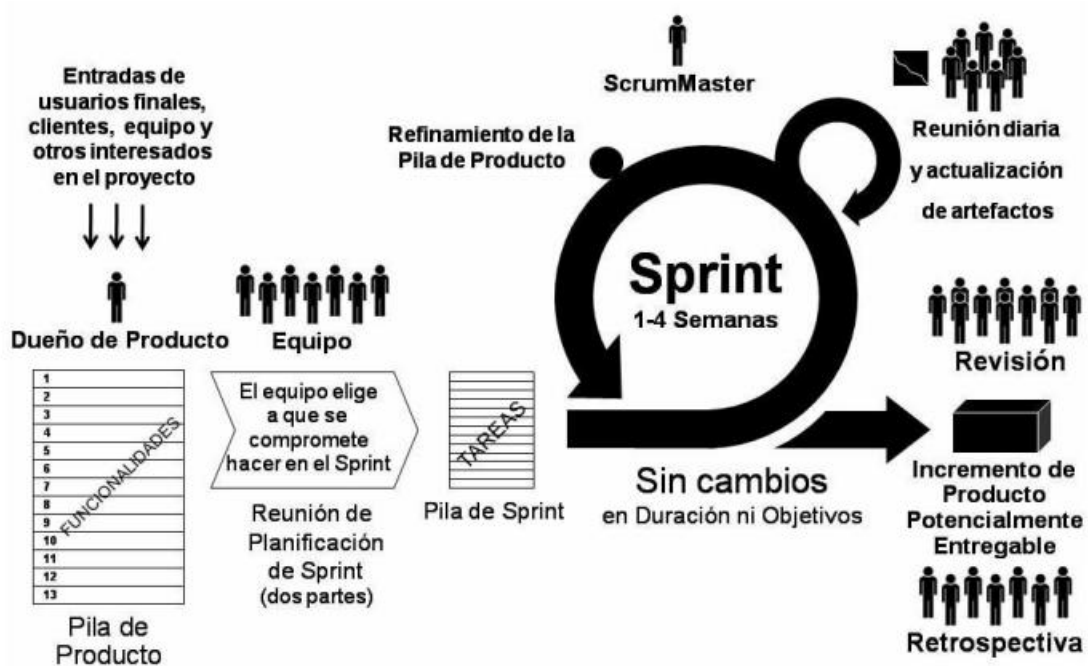 Entradas de
usuarios finales,
clientes, equipo y
otros interesados
en el proyecto
Dueño de Producto
1
2
3
4
5
6
7
8
9
10
11
12
13
FUNCIONALIDADES
Pila de
Producto
Equipo
El equipo elige
a que se
compromete
hacer en el Sprint
Reunión de
Planificación
de Sprint
(dos partes)
TAREAS
Pila de Sprint
ScrumMaster
Refinamiento de la
Pila de Producto
Sprint
1-4 Semanas
Sin cambios
en Duración ni Objetivos
Reunión diaria
y actualización
de artefactos
Revisión
Incremento de
Producto
Potencialmente
Entregable
Retrospectiva